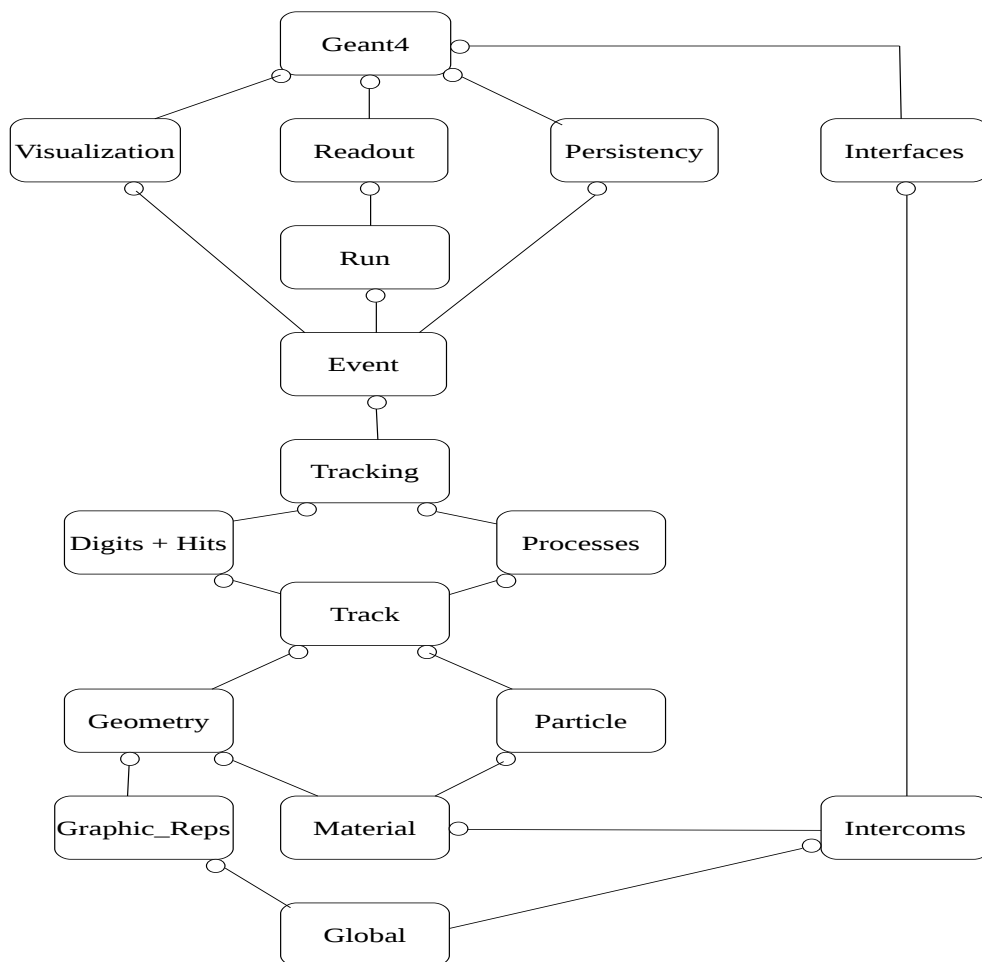 Geant4
Visualization
Readout
Persistency
Interfaces
Run
Event
Tracking
Digits + Hits
Processes
Track
Geometry
Particle
Graphic_Reps
Material
Intercoms
Global